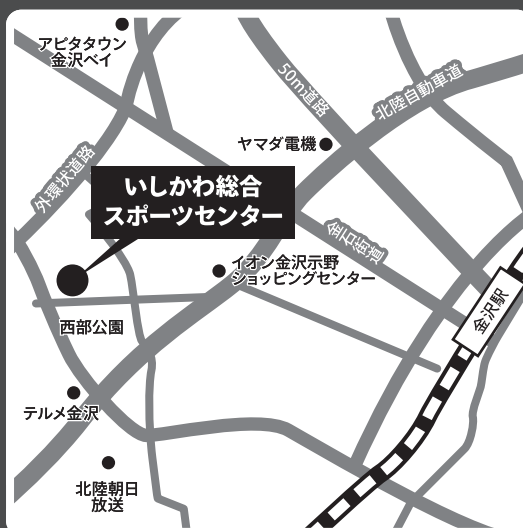 アピタタウン
金沢ベイ
50m道路
北陸自動車道
ヤマダ電機
外環状道路
いしかわ総合
スポーツセンター
金石街道
イオン金沢示野
ショッピングセンター
金沢駅
西部公園
テルメ金沢
北陸朝日
放送